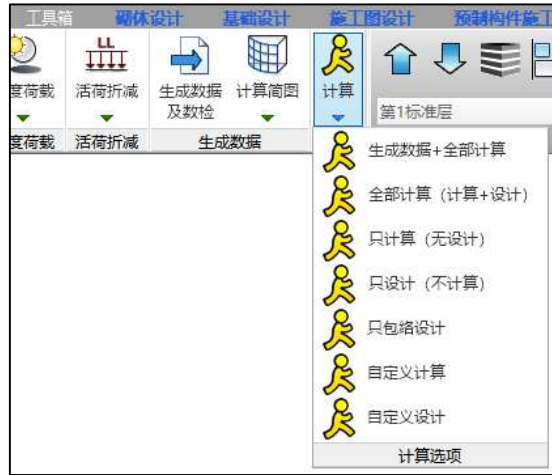 工具箱 砌体设计 基础设计 施工图设计 预制构件施工
LL
度荷载 活荷折减 生成数据及数检 计算简图 计算
第1标准层
度荷载 活荷折减 生成数据
生成数据+全部计算
全部计算（计算+设计）
只计算（无设计）
只设计（不计算）
只包络设计
自定义计算
自定义设计
计算选项